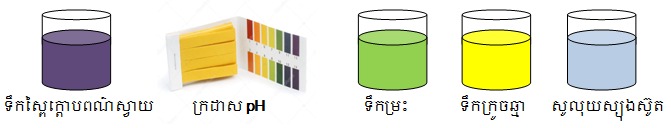 ទឹកស្ពៃក្តោបពណ៌ស្វាយ ក្រដាស pH ទឹកម្រះ ទឹកក្រូចឆ្មា សូលុយស្យុងស៊ូត